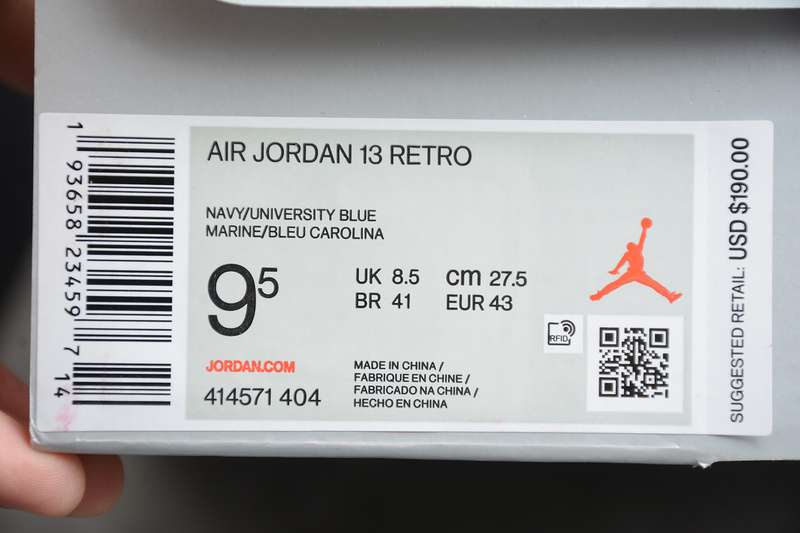 1 93658 23459 7 14
AIR JORDAN 13 RETRO
NAVY/UNIVERSITY BLUE
MARINE/BLEU CAROLINA
9⁵
UK 8.5 cm 27.5
BR 41 EUR 43
RFID
JORDAN.COM
414571 404
MADE IN CHINA /
FABRIQUE EN CHINE /
FABRICADO NA CHINA /
HECHO EN CHINA
SUGGESTED RETAIL: USD $190.00